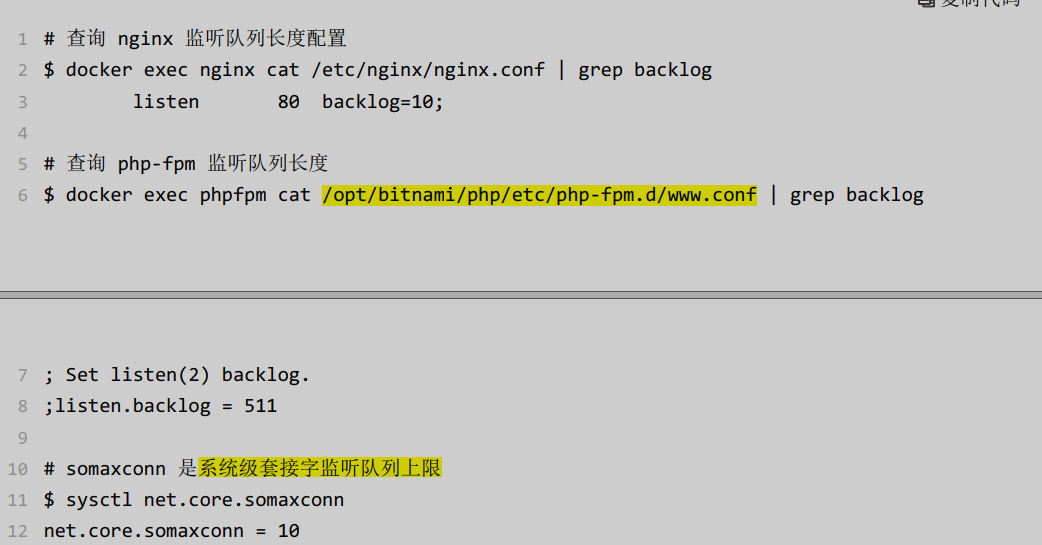 复制代码
1 # 查询 nginx 监听队列长度配置
2 $ docker exec nginx cat /etc/nginx/nginx.conf | grep backlog
3         listen       80  backlog=10;
4
5 # 查询 php-fpm 监听队列长度
6 $ docker exec phpfpm cat /opt/bitnami/php/etc/php-fpm.d/www.conf | grep backlog
7 ; Set listen(2) backlog.
8 ;listen.backlog = 511
9
10 # somaxconn 是系统级套接字监听队列上限
11 $ sysctl net.core.somaxconn
12 net.core.somaxconn = 10